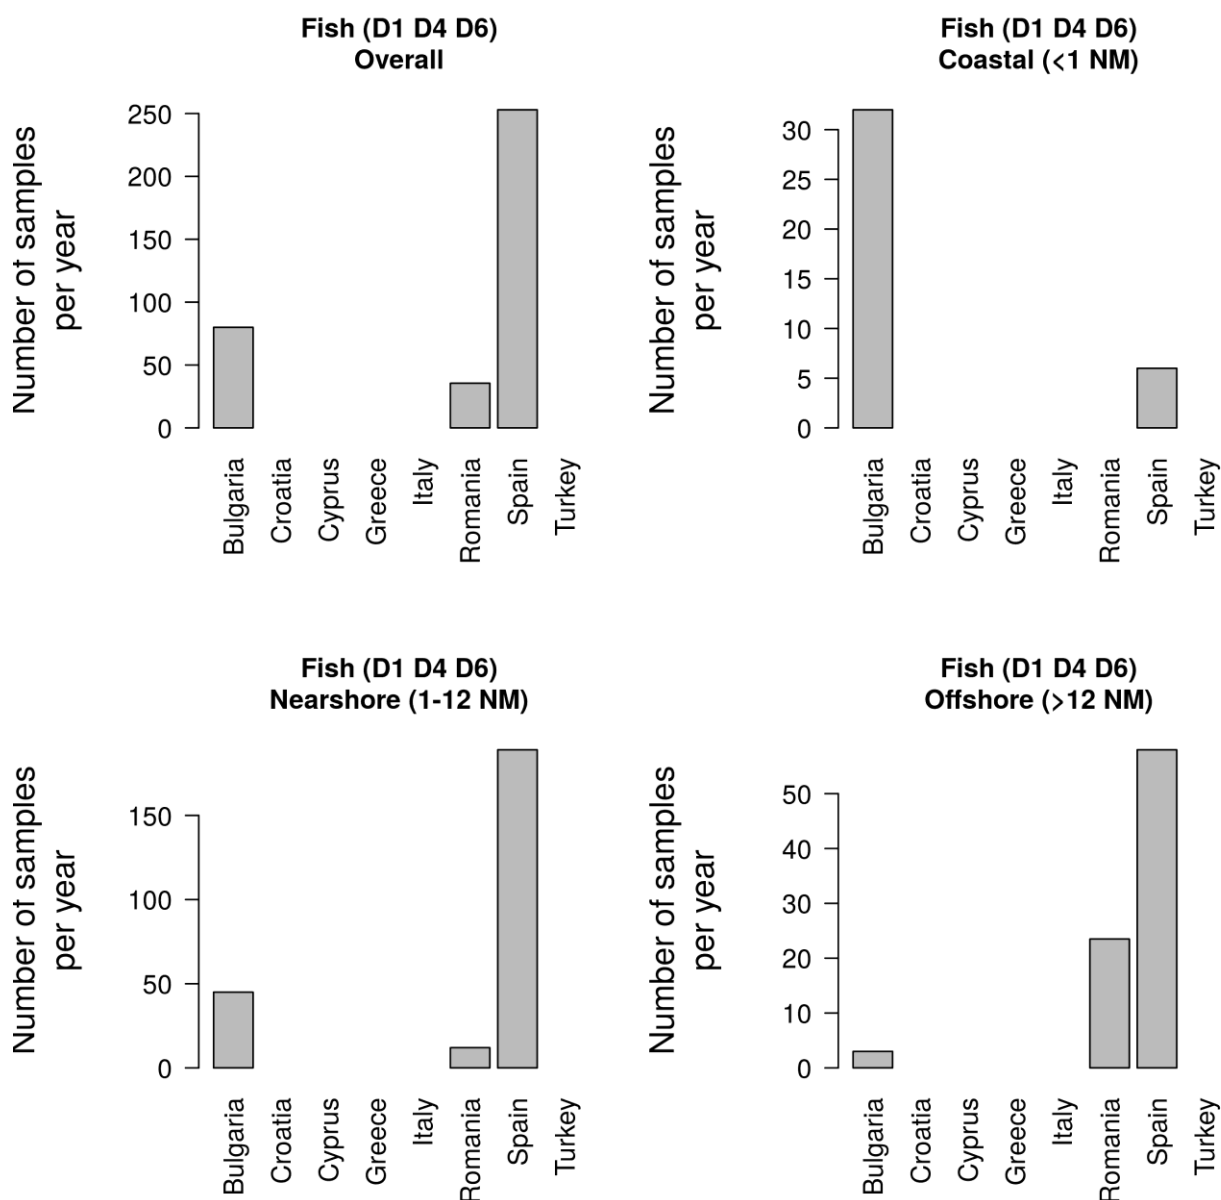 Fish (D1 D4 D6)
Overall
Number of samples
per year
250
200
150
100
50
0
Bulgaria
Croatia
Cyprus
Greece
Italy
Romania
Spain
Turkey
Fish (D1 D4 D6)
Coastal (<1 NM)
Number of samples
per year
30
25
20
15
10
5
0
Bulgaria
Croatia
Cyprus
Greece
Italy
Romania
Spain
Turkey
Fish (D1 D4 D6)
Nearshore (1-12 NM)
Number of samples
per year
150
100
50
0
Bulgaria
Croatia
Cyprus
Greece
Italy
Romania
Spain
Turkey
Fish (D1 D4 D6)
Offshore (>12 NM)
Number of samples
per year
50
40
30
20
10
0
Bulgaria
Croatia
Cyprus
Greece
Italy
Romania
Spain
Turkey